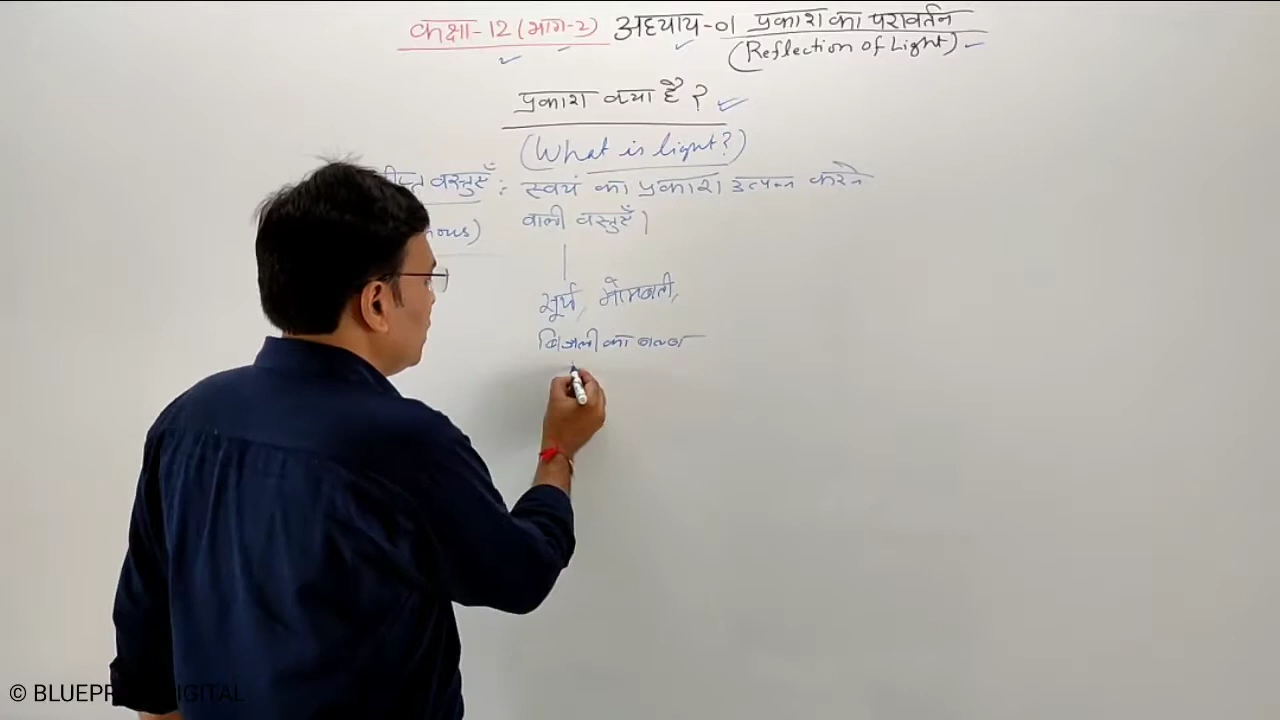 कक्षा-12 (भाग-2) अध्याय-01 प्रकाश का परावर्तन
(Reflection of Light)
प्रकाश क्या है ?
(What is light?)
वस्तुएँ : स्वयं का प्रकाश उत्पन्न करने
वाली वस्तुएँ।
सूर्य, मोमबत्ती,
बिजली का बल्ब
© BLUEPR DIGITAL